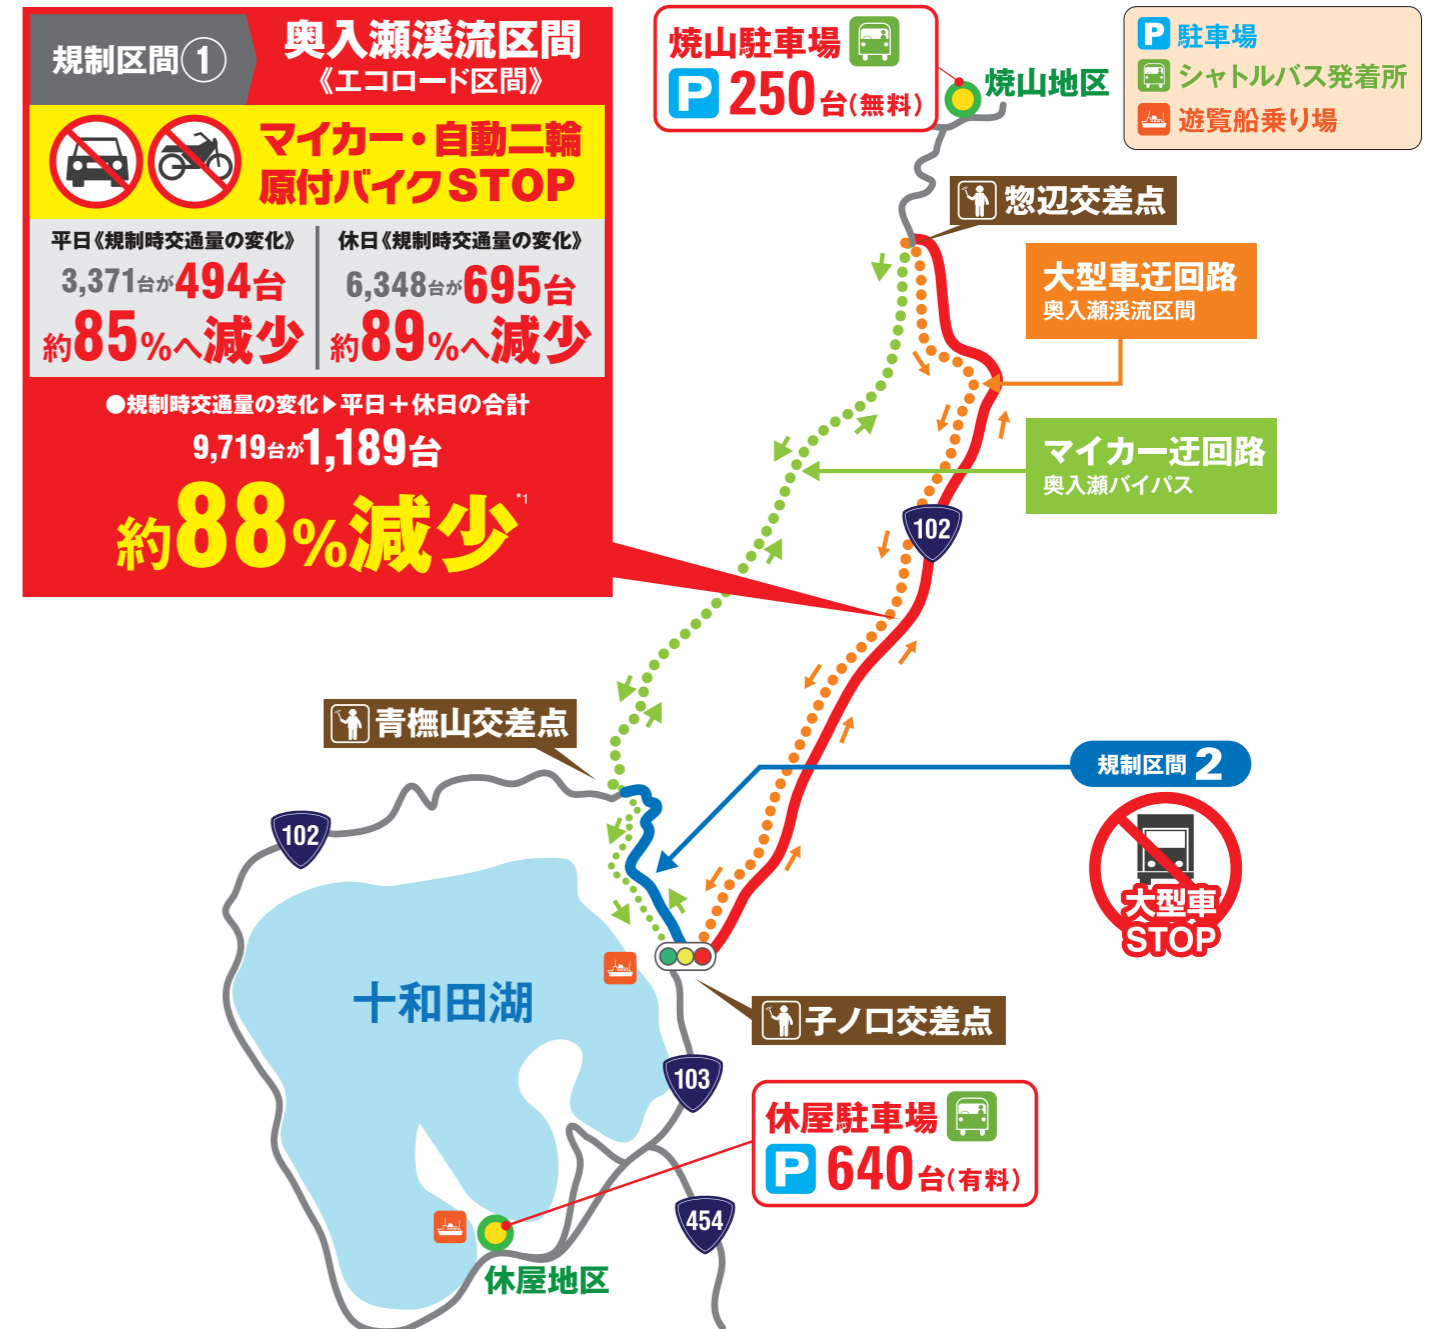 規制区間①
奥入瀬渓流区間
《エコロード区間》
マイカー・自動二輪
原付バイクSTOP
平日《規制時交通量の変化》
3,371台が494台
約85%へ減少
休日《規制時交通量の変化》
6,348台が695台
約89%へ減少
●規制時交通量の変化▶平日＋休日の合計
9,719台が1,189台
約88%減少*1
焼山駐車場
P 250台(無料)
焼山地区
P 駐車場
シャトルバス発着所
遊覧船乗り場
惣辺交差点
大型車迂回路
奥入瀬渓流区間
マイカー迂回路
奥入瀬バイパス
102
青橅山交差点
規制区間 2
大型車
STOP
102
十和田湖
子ノ口交差点
103
休屋駐車場
P 640台(有料)
454
休屋地区